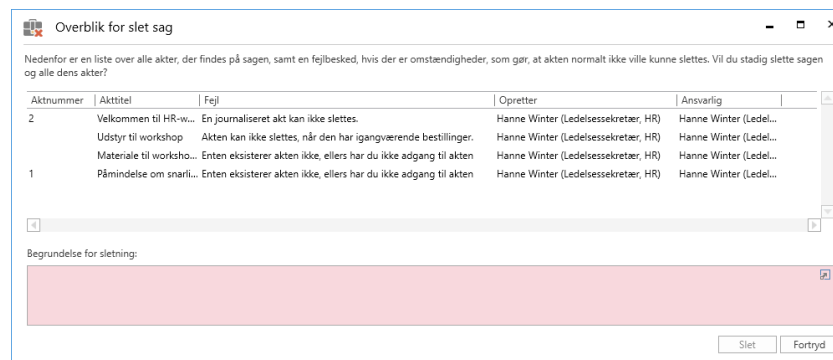 Overblik for slet sag
Nedenfor er en liste over alle akter, der findes på sagen, samt en fejlbesked, hvis der er omstændigheder, som gør, at akten normalt ikke ville kunne slettes. Vil du stadig slette sagen
og alle dens akter?
Aktnummer Akttitel Fejl Opretter Ansvarlig
2 Velkommen til HR-w... En journaliseret akt kan ikke slettes. Hanne Winter (Ledelsessekretær, HR) Hanne Winter (Ledel...
Udstyr til workshop Akten kan ikke slettes, når den har igangværende bestillinger. Hanne Winter (Ledelsessekretær, HR) Hanne Winter (Ledel...
Materiale til worksho... Enten eksisterer akten ikke, ellers har du ikke adgang til akten Hanne Winter (Ledelsessekretær, HR) Hanne Winter (Ledel...
1 Påmindelse om snarli... Enten eksisterer akten ikke, ellers har du ikke adgang til akten Hanne Winter (Ledelsessekretær, HR) Hanne Winter (Ledel...
Begrundelse for sletning:
Slet Fortryd